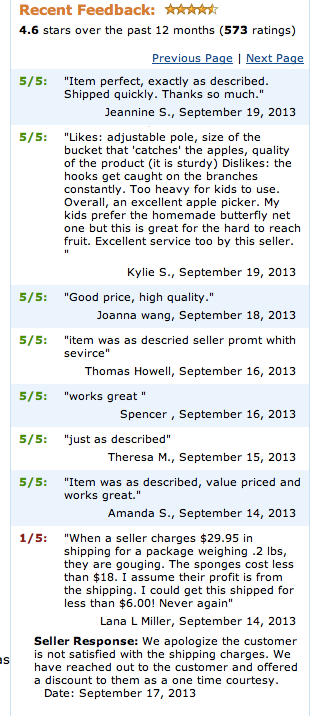 Recent Feedback:
4.6 stars over the past 12 months (573 ratings)
Previous Page | Next Page
5/5: "Item perfect, exactly as described.
Shipped quickly. Thanks so much."
Jeannine S., September 19, 2013
5/5: "Likes: adjustable pole, size of the
bucket that 'catches' the apples, quality
of the product (it is sturdy) Dislikes: the
hooks get caught on the branches
constantly. Too heavy for kids to use.
Overall, an excellent apple picker. My
kids prefer the homemade butterfly net
one but this is great for the hard to reach
fruit. Excellent service too by this seller.
"
Kylie S., September 19, 2013
5/5: "Good price, high quality."
Joanna wang, September 18, 2013
5/5: "item was as descried seller promt whith
sevirce"
Thomas Howell, September 16, 2013
5/5: "works great "
Spencer , September 16, 2013
5/5: "just as described"
Theresa M., September 15, 2013
5/5: "Item was as described, value priced and
works great."
Amanda S., September 14, 2013
1/5: "When a seller charges $29.95 in
shipping for a package weighing .2 lbs,
they are gouging. The sponges cost less
than $18. I assume their profit is from
the shipping. I could get this shipped for
less than $6.00! Never again"
Lana L Miller, September 14, 2013
Seller Response: We apologize the customer
is not satisfied with the shipping charges. We
have reached out to the customer and offered
a discount to them as a one time courtesy.
Date: September 17, 2013
as